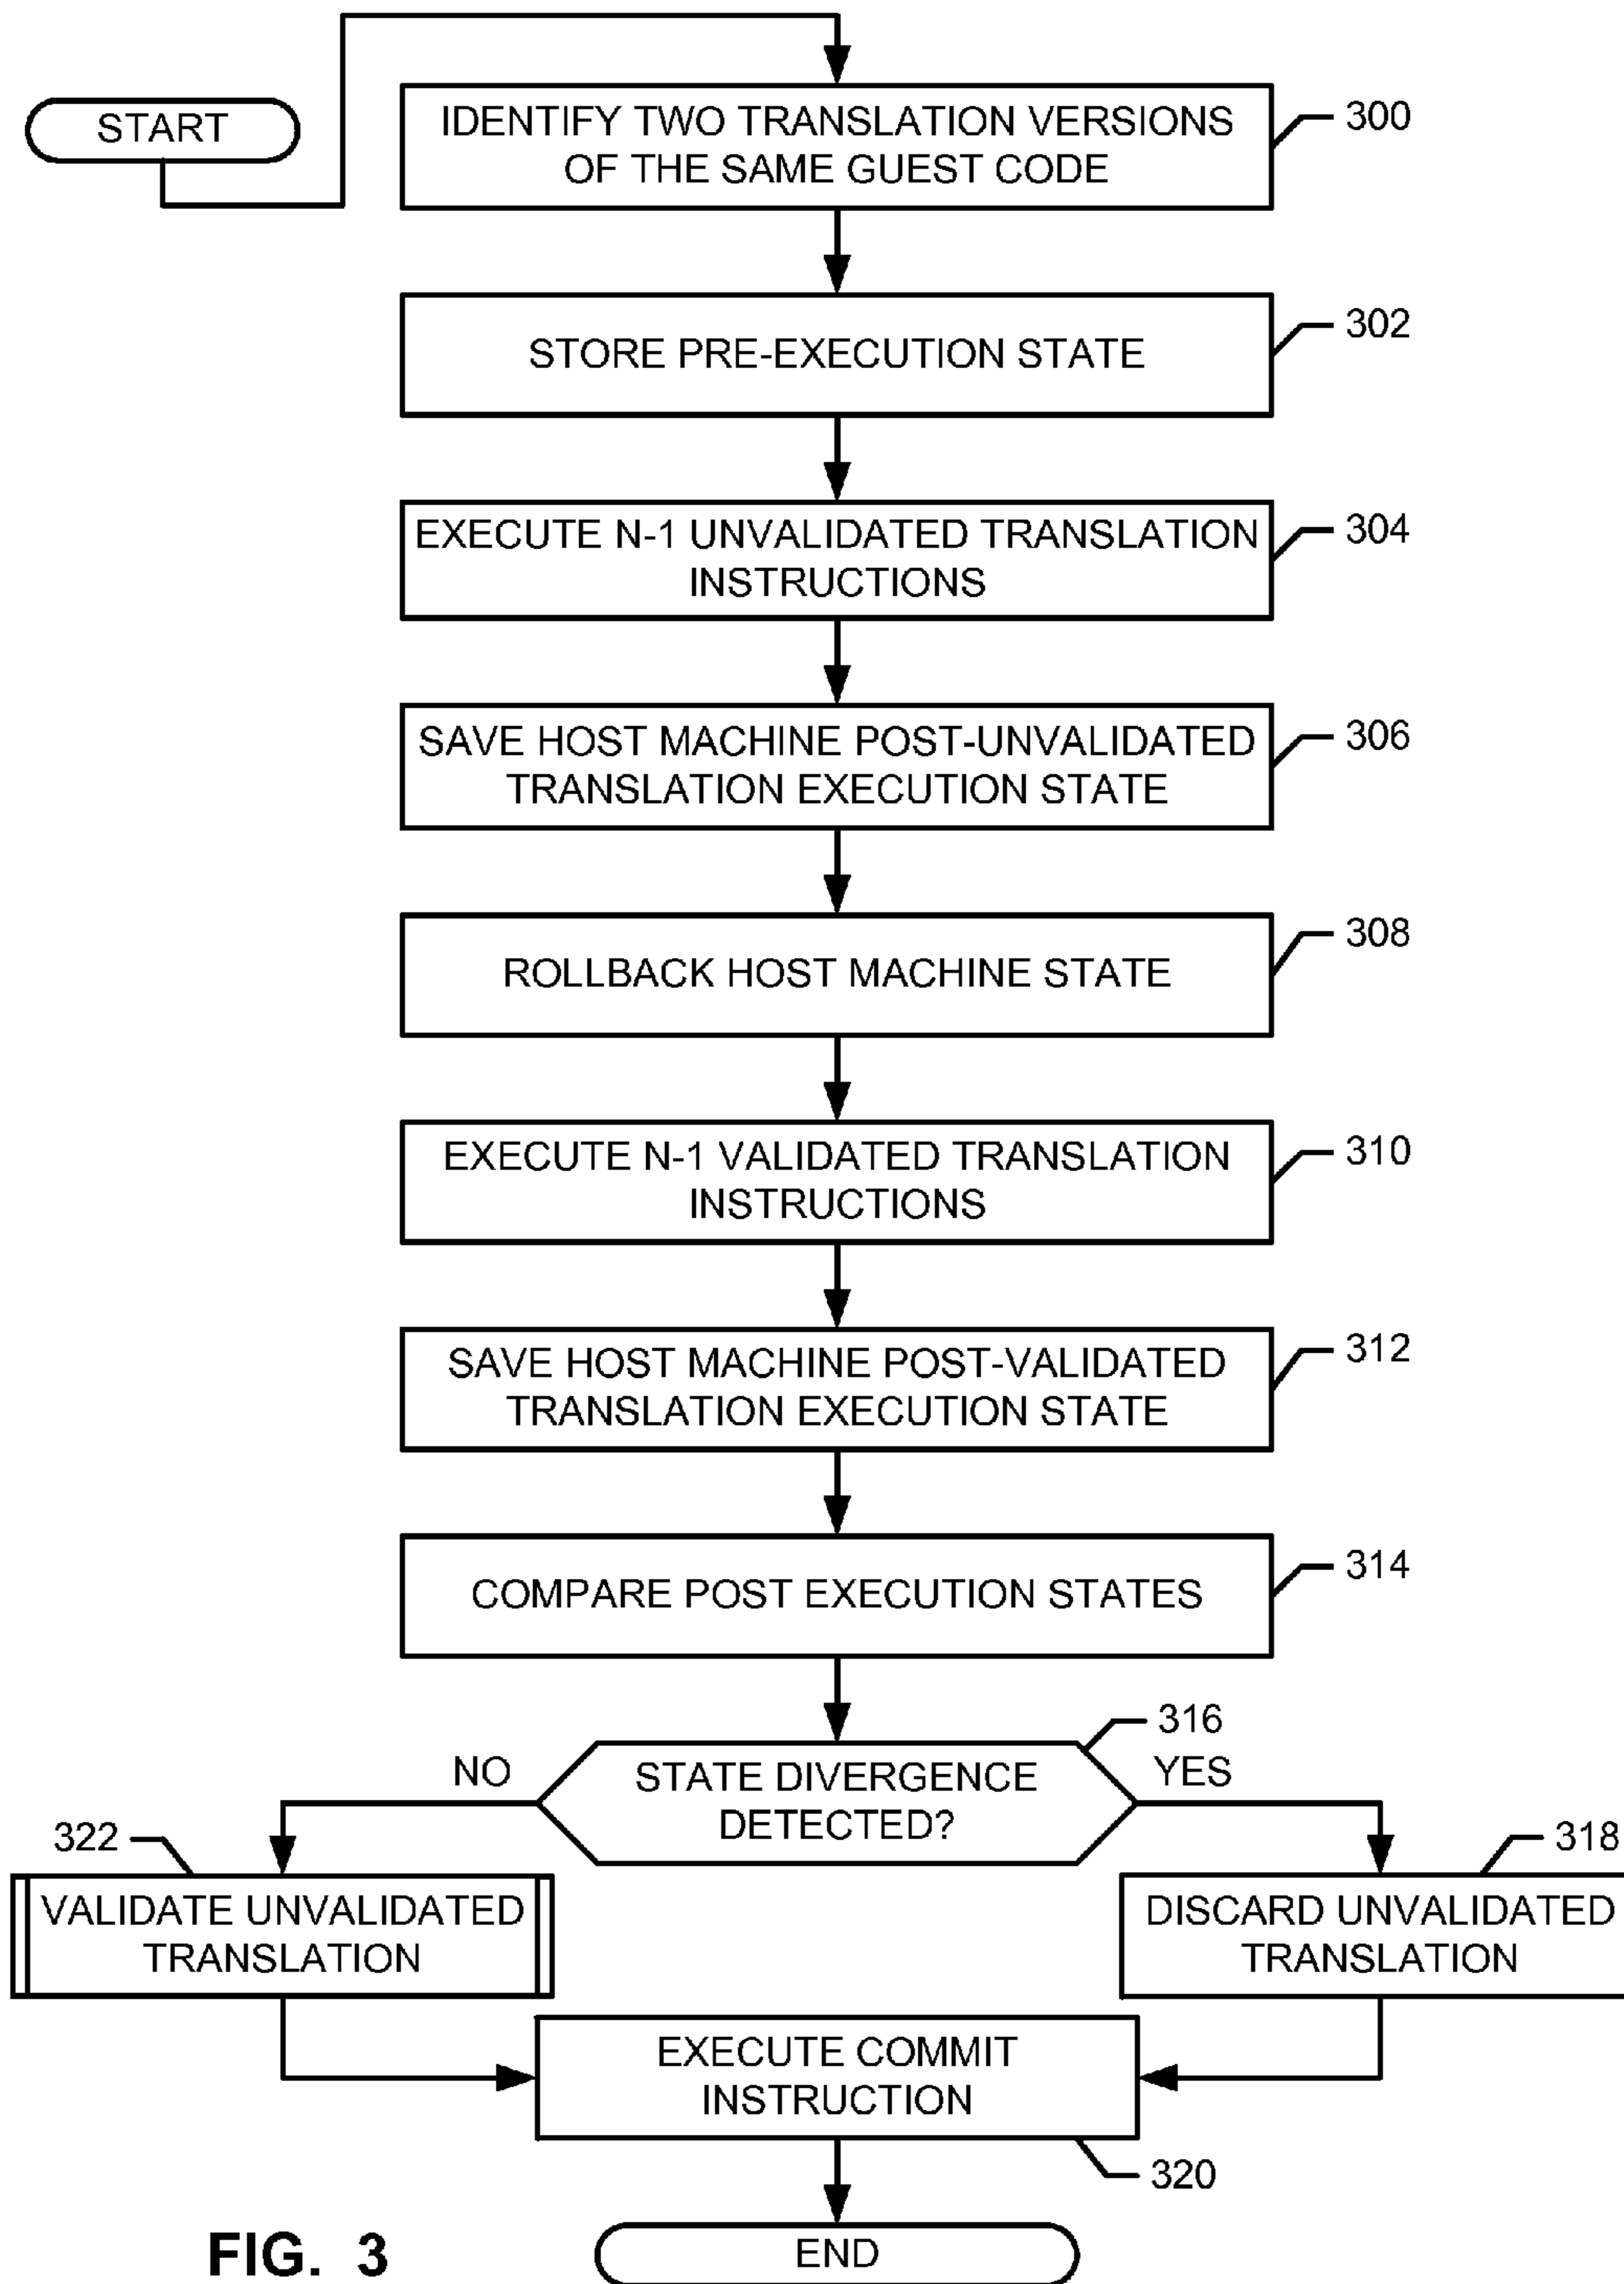 START
IDENTIFY TWO TRANSLATION VERSIONS
OF THE SAME GUEST CODE
300
STORE PRE-EXECUTION STATE
302
EXECUTE N-1 UNVALIDATED TRANSLATION
INSTRUCTIONS
304
SAVE HOST MACHINE POST-UNVALIDATED
TRANSLATION EXECUTION STATE
306
ROLLBACK HOST MACHINE STATE
308
EXECUTE N-1 VALIDATED TRANSLATION
INSTRUCTIONS
310
SAVE HOST MACHINE POST-VALIDATED
TRANSLATION EXECUTION STATE
312
COMPARE POST EXECUTION STATES
314
316
NO
STATE DIVERGENCE
DETECTED?
YES
322
VALIDATE UNVALIDATED
TRANSLATION
318
DISCARD UNVALIDATED
TRANSLATION
EXECUTE COMMIT
INSTRUCTION
320
END
FIG. 3